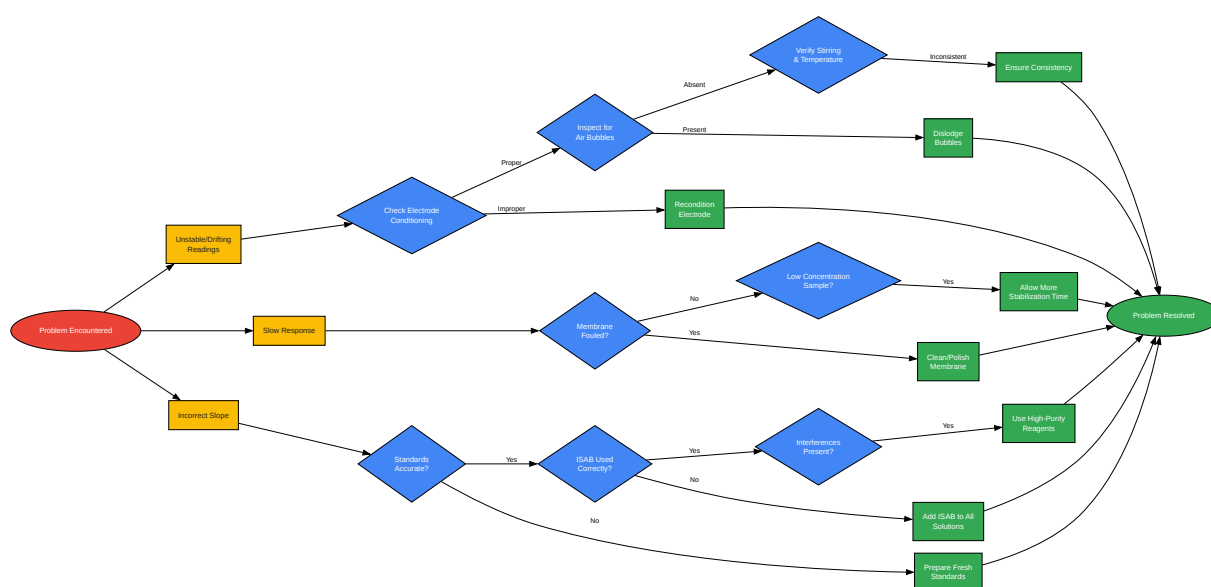 Verify Stirring
& Temperature
Inconsistent
Ensure Consistency
Absent
Inspect for
Air Bubbles
Present
Dislodge
Bubbles
Proper
Check Electrode
Conditioning
Improper
Recondition
Electrode
Unstable/Drifting
Readings
Low Concentration
Sample?
Yes
Allow More
Stabilization Time
No
Problem Encountered
Slow Response
Membrane
Fouled?
Yes
Clean/Polish
Membrane
Problem Resolved
Incorrect Slope
Standards
Accurate?
Yes
ISAB Used
Correctly?
Yes
Interferences
Present?
Yes
Use High-Purity
Reagents
No
Add ISAB to All
Solutions
No
Prepare Fresh
Standards